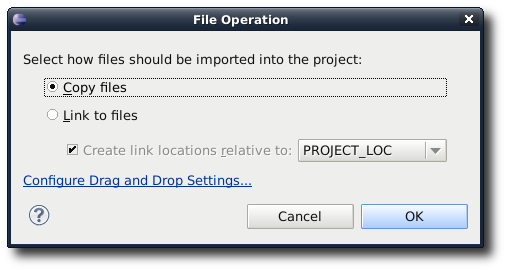 File Operation
Select how files should be imported into the project:
Copy files
Link to files
Create link locations relative to: PROJECT_LOC
Configure Drag and Drop Settings...
? Cancel OK